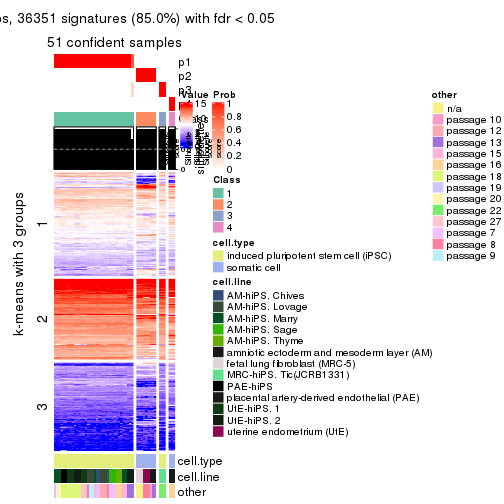 os, 36351 signatures (85.0%) with fdr < 0.05
51 confident samples
p1
p2
p3
Value
15
10
0
Prob
1
0.8
0.6
0.4
0.2
0
Class
1
2
3
4
k-means with 3 groups
1
2
3
cell.type
induced pluripotent stem cell (iPSC)
somatic cell
cell.line
AM-hiPS. Chives
AM-hiPS. Lovage
AM-hiPS. Marry
AM-hiPS. Sage
AM-hiPS. Thyme
amniotic ectoderm and mesoderm layer (AM)
fetal lung fibroblast (MRC-5)
MRC-hiPS. Tic(JCRB1331)
PAE-hiPS
placental artery-derived endothelial (PAE)
UtE-hiPS. 1
UtE-hiPS. 2
uterine endometrium (UtE)
other
n/a
passage 10
passage 12
passage 13
passage 15
passage 16
passage 18
passage 19
passage 20
passage 22
passage 27
passage 7
passage 8
passage 9
cell.type
cell.line
other